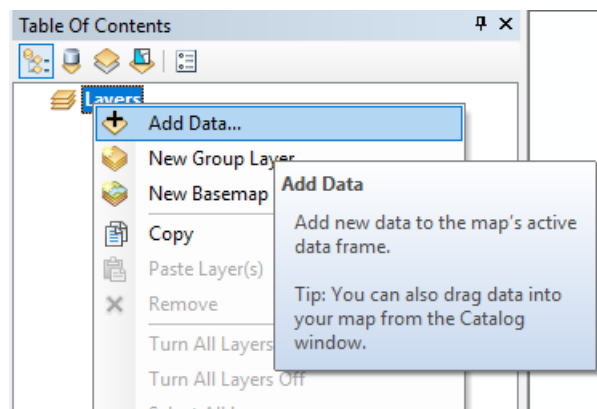 Table Of Contents
Layers
Add Data...
New Group Layer
New Basemap
Add Data
Add new data to the map's active
data frame.
Tip: You can also drag data into
your map from the Catalog
window.
Copy
Paste Layer(s)
Remove
Turn All Layers
Turn All Layers Off